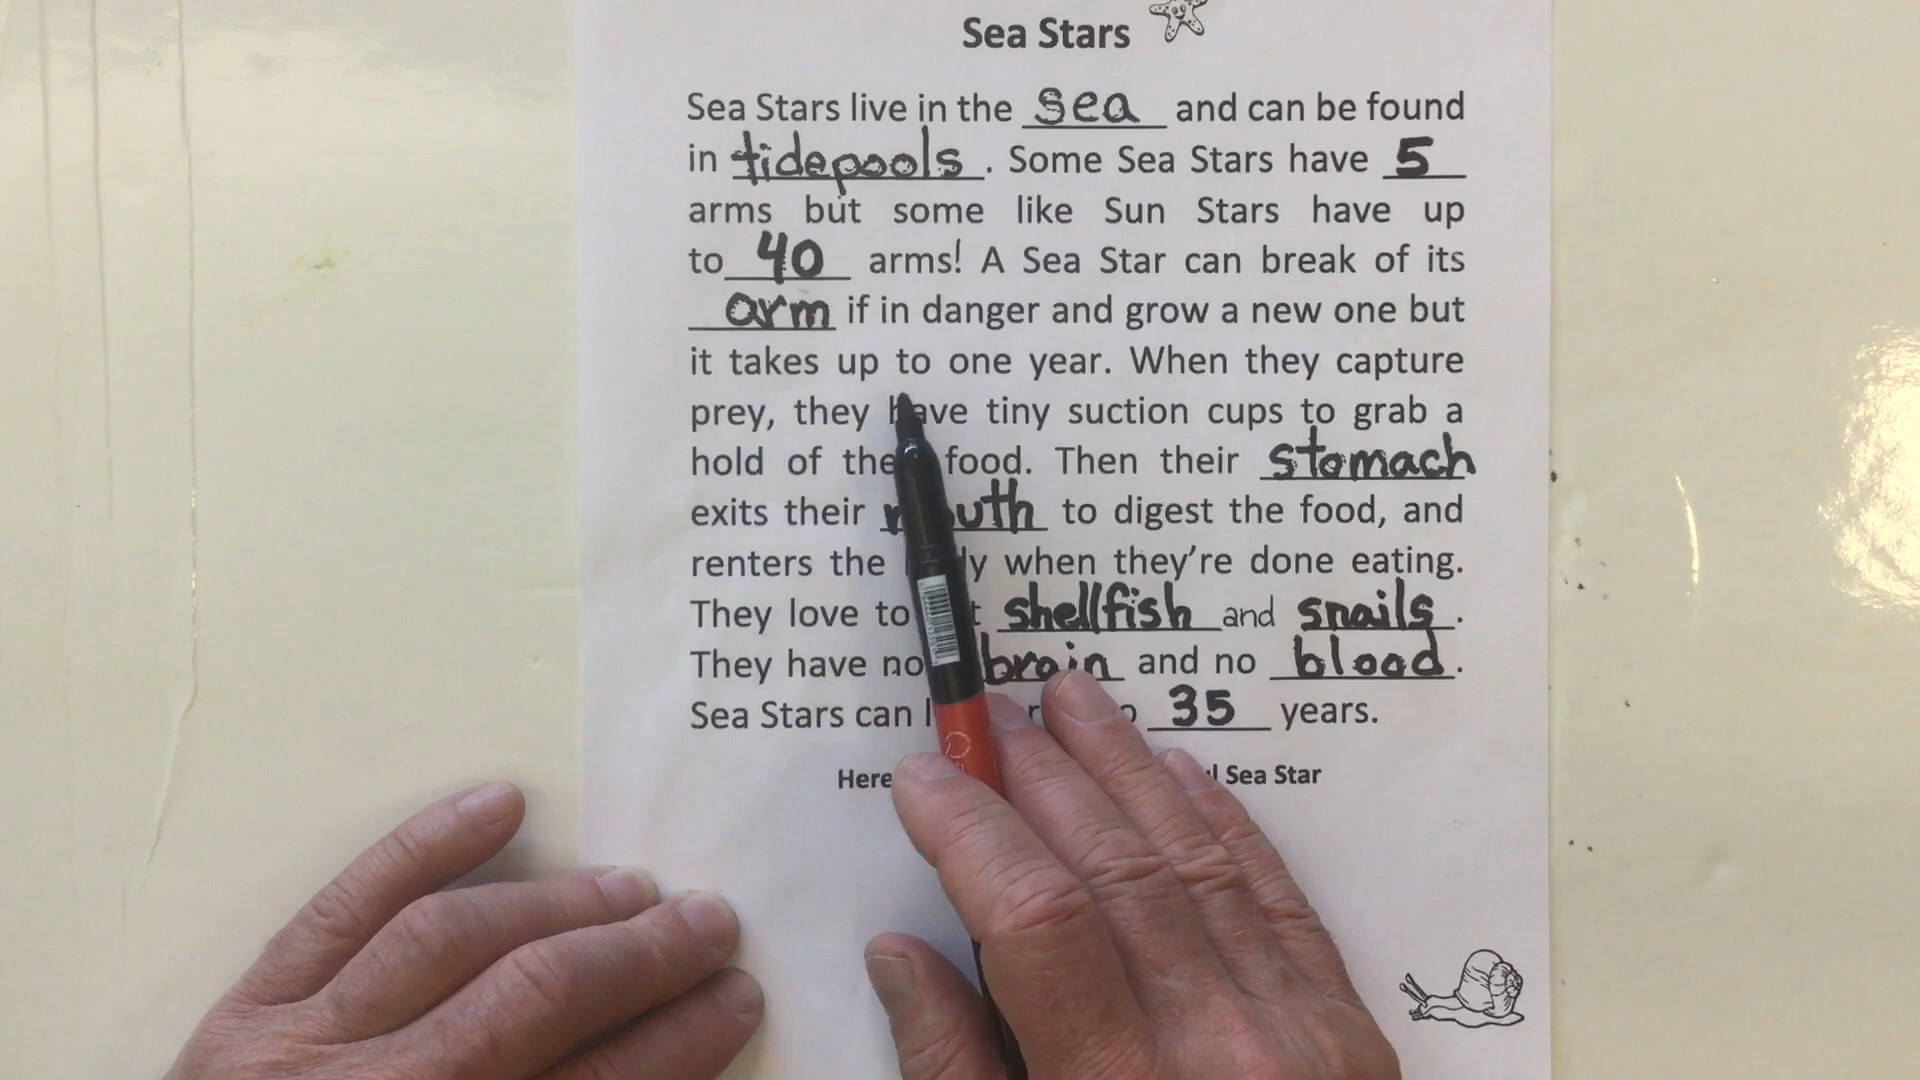 Sea Stars
Sea Stars live in the sea and can be found
in tidepools. Some Sea Stars have 5
arms but some like Sun Stars have up
to 40 arms! A Sea Star can break of its
arm if in danger and grow a new one but
it takes up to one year. When they capture
prey, they have tiny suction cups to grab a
hold of the food. Then their stomach
exits their mouth to digest the food, and
renters the when they're done eating.
They love to shellfish and snails.
They have no brain and no blood.
Sea Stars can 35 years.
Here Sea Star